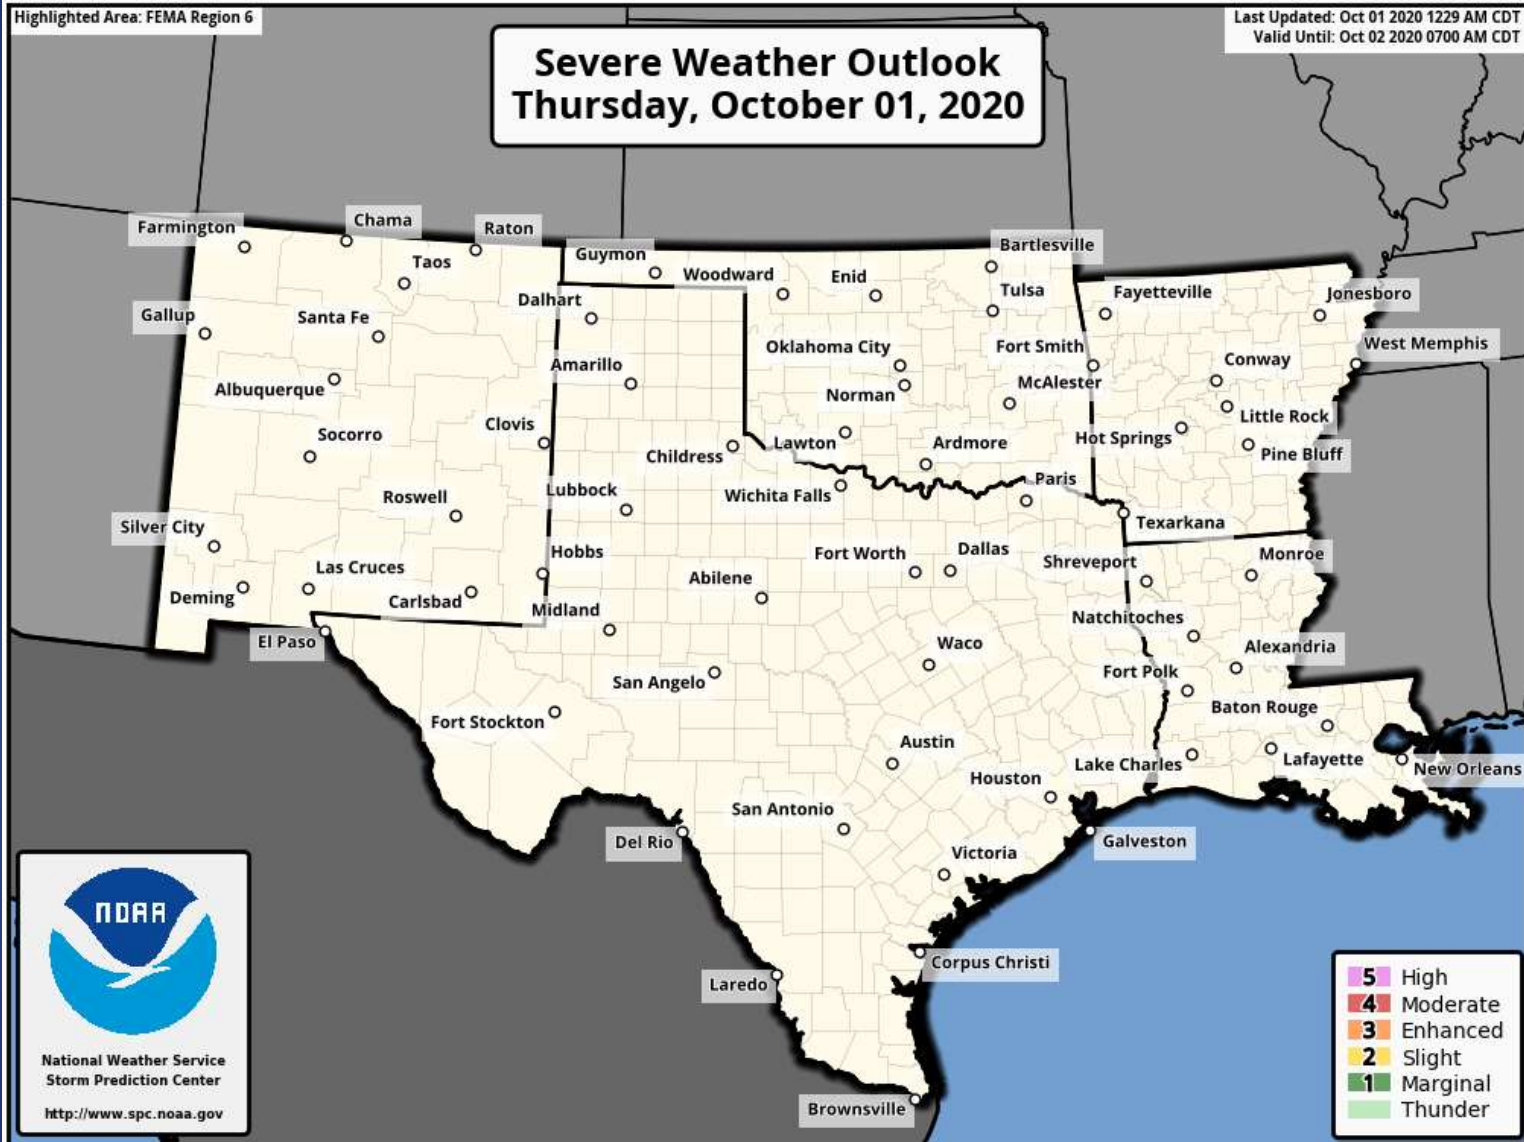 Highlighted Area: FEMA Region 6
Last Updated: Oct 01 2020 1229 AM CDT
Valid Until: Oct 02 2020 0700 AM CDT
Severe Weather Outlook
Thursday, October 01, 2020
Farmington
Chama
Raton
Taos
Guymon
Woodward
Enid
Bartlesville
Tulsa
Fayetteville
Jonesboro
Gallup
Santa Fe
Dalhart
Oklahoma City
Fort Smith
West Memphis
Albuquerque
Amarillo
Norman
McAlester
Conway
Little Rock
Socorro
Clovis
Childress
Lawton
Ardmore
Hot Springs
Pine Bluff
Roswell
Lubbock
Wichita Falls
Paris
Texarkana
Silver City
Las Cruces
Hobbs
Abilene
Fort Worth
Dallas
Shreveport
Monroe
Deming
Carlsbad
Midland
Natchitoches
El Paso
San Angelo
Waco
Alexandria
Fort Polk
Fort Stockton
Baton Rouge
Austin
Houston
Lake Charles
Lafayette
New Orleans
San Antonio
Del Rio
Victoria
Galveston
Corpus Christi
Laredo
Brownsville
NOAA
National Weather Service
Storm Prediction Center
http://www.spc.noaa.gov
5 High
4 Moderate
3 Enhanced
2 Slight
1 Marginal
Thunder